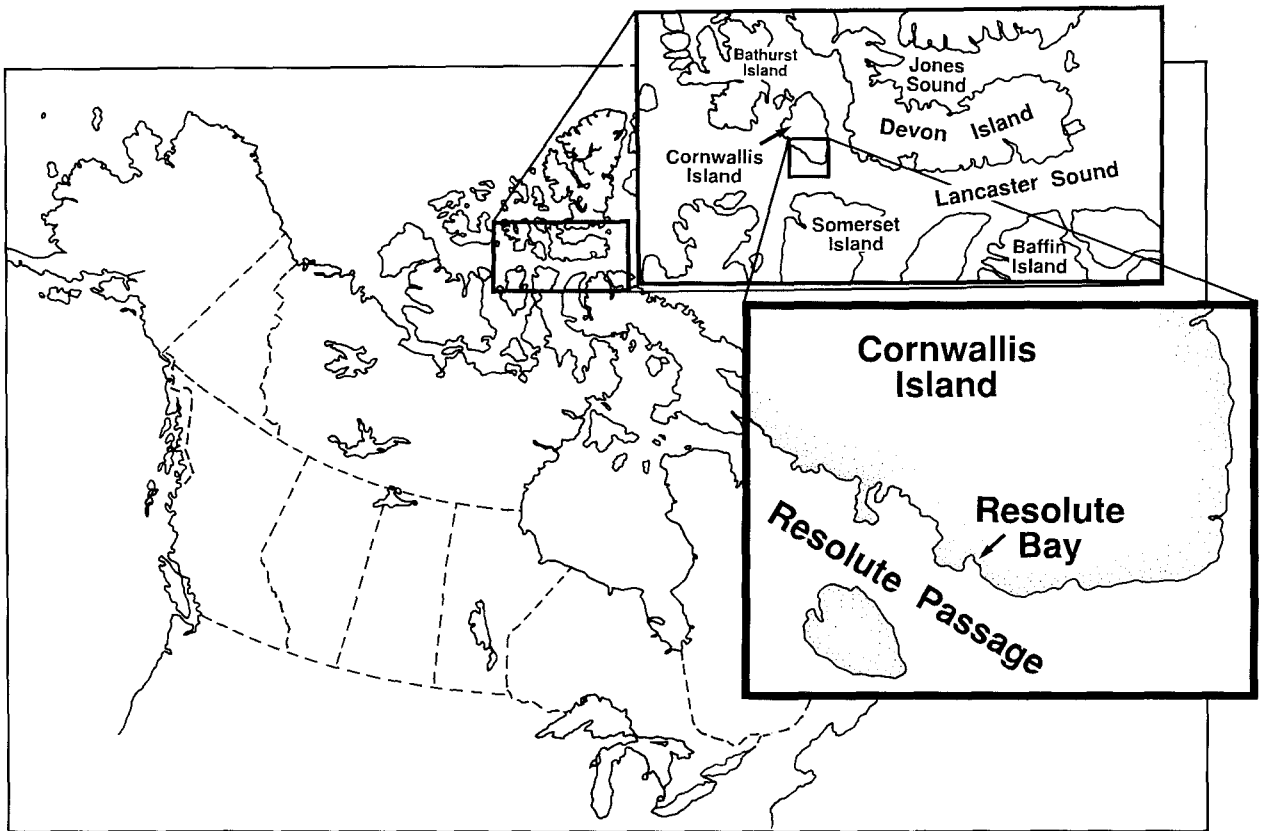 Bathurst
Island
Jones
Sound
Devon Island
Cornwallis
Island
Lancaster Sound
Somerset
Island
Baffin
Island
Cornwallis
Island
Resolute
Bay
Resolute Passage